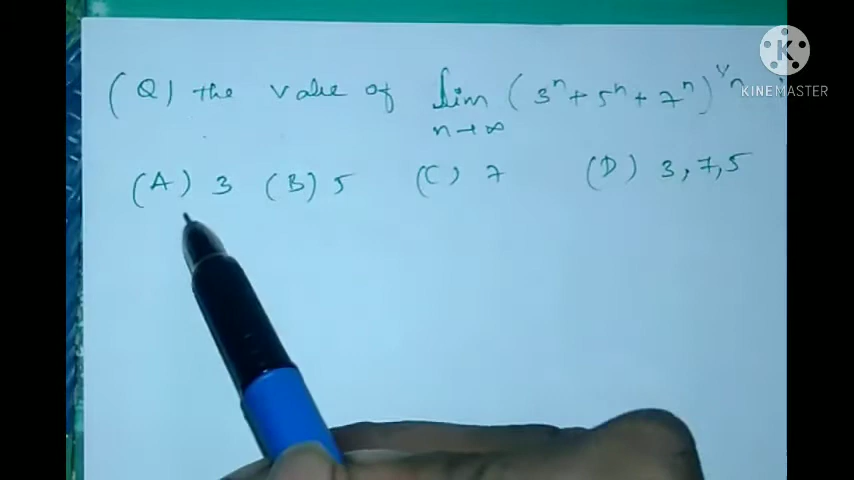 (Q) the value of lim (3ⁿ + 5ⁿ + 7ⁿ)^1/n
n→∞
(A) 3 (B) 5 (C) 7 (D) 3,7,5
K
KINEMASTER